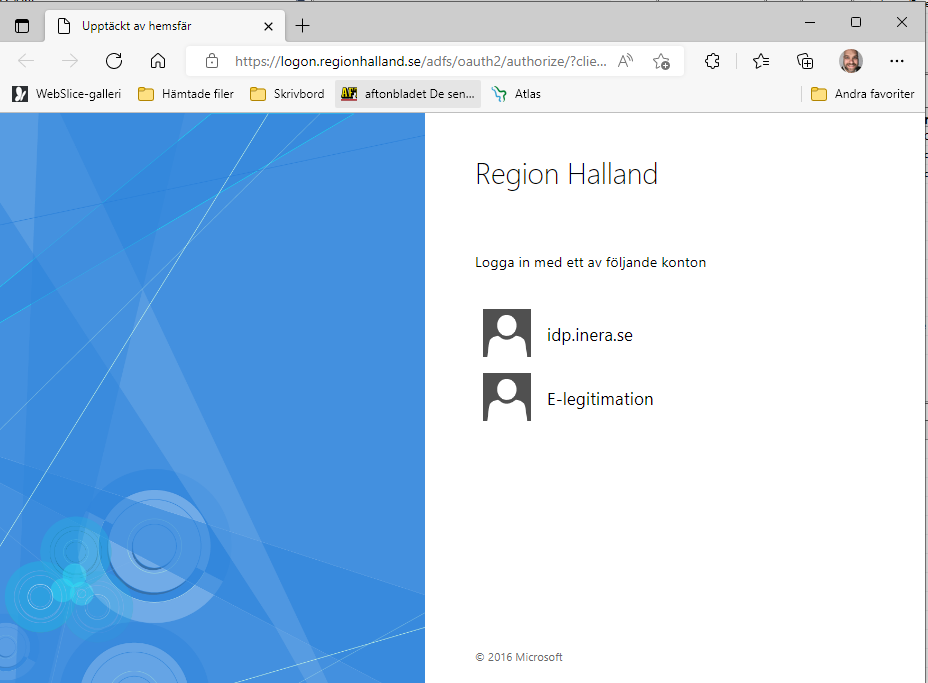 Upptäckt av hemsfär
https://logon.regionhalland.se/adfs/oauth2/authorize/?clie...
WebSlice-galleri Hämtade filer Skrivbord aftonbladet De sen... Atlas Andra favoriter
Region Halland
Logga in med ett av följande konton
idp.inera.se
E-legitimation
© 2016 Microsoft